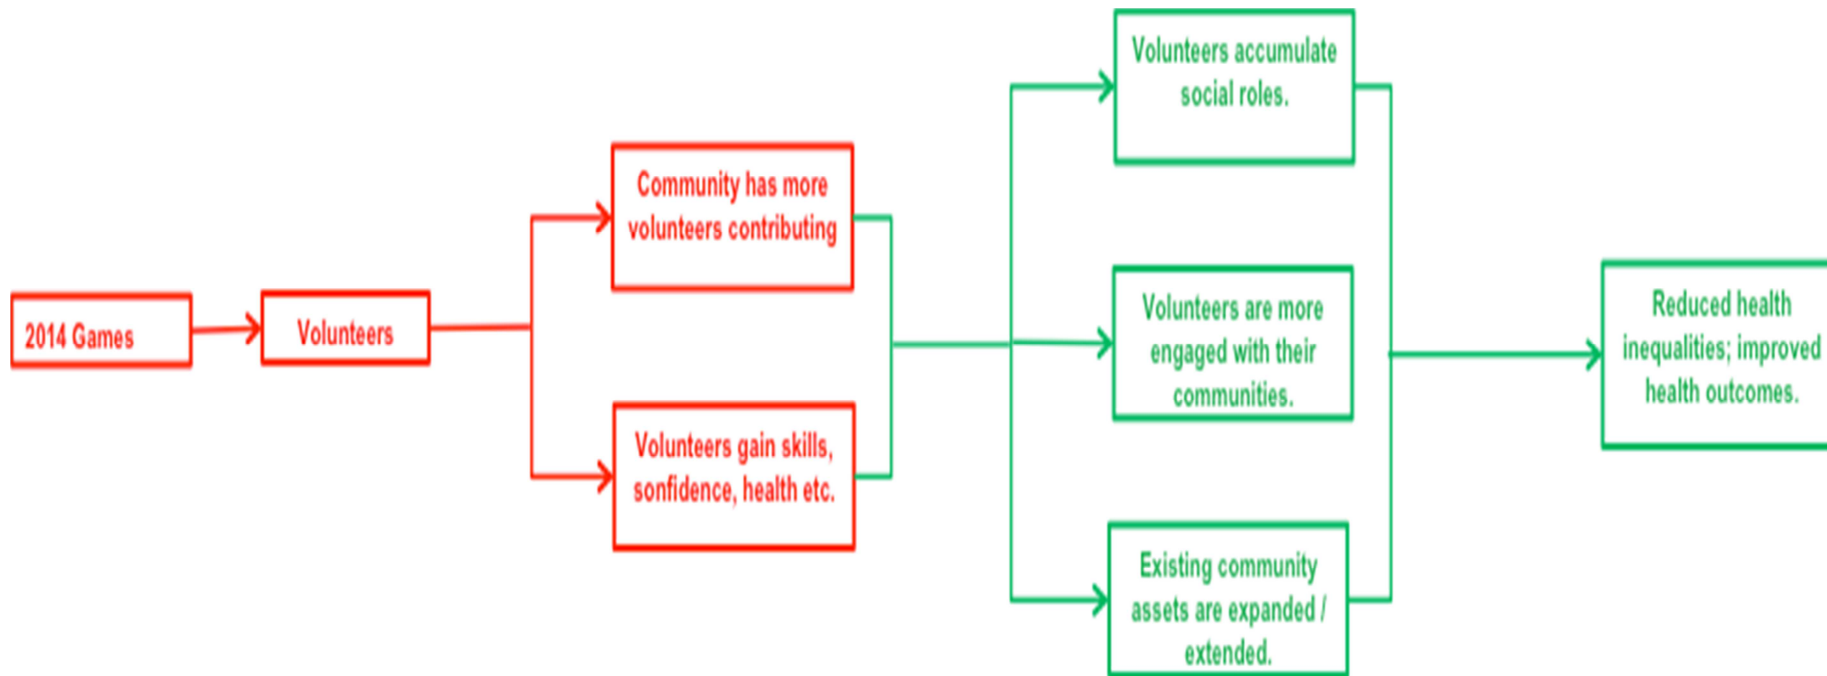 2014 Games
Volunteers
Community has more
volunteers contributing
Volunteers gain skills,
sonfidence, health etc.
Volunteers accumulate
social roles.
Volunteers are more
engaged with their
communities.
Existing community
assets are expanded /
extended.
Reduced health
inequalities; improved
health outcomes.